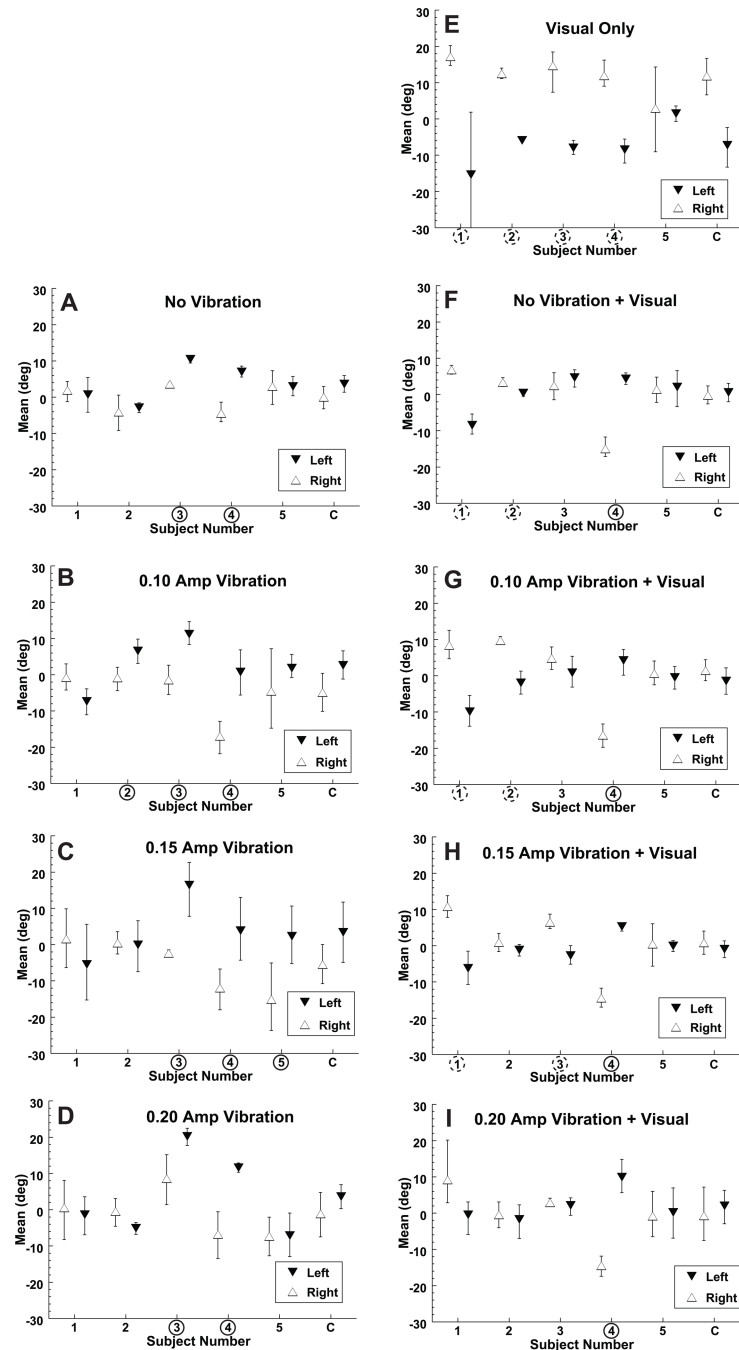 E Visual Only
30
20
10
0
-10
-20
-30
Mean (deg)
Left
Right
1 2 3 4 5 C
Subject Number
A No Vibration
30
20
10
0
-10
-20
-30
Mean (deg)
Left
Right
1 2 3 4 5 C
Subject Number
F No Vibration + Visual
30
20
10
0
-10
-20
-30
Mean (deg)
Left
Right
1 2 3 4 5 C
Subject Number
B 0.10 Amp Vibration
30
20
10
0
-10
-20
-30
Mean (deg)
Left
Right
1 2 3 4 5 C
Subject Number
G 0.10 Amp Vibration + Visual
30
20
10
0
-10
-20
-30
Mean (deg)
Left
Right
1 2 3 4 5 C
Subject Number
C 0.15 Amp Vibration
30
20
10
0
-10
-20
-30
Mean (deg)
Left
Right
1 2 3 4 5 C
Subject Number
H 0.15 Amp Vibration + Visual
30
20
10
0
-10
-20
-30
Mean (deg)
Left
Right
1 2 3 4 5 C
Subject Number
D 0.20 Amp Vibration
30
20
10
0
-10
-20
-30
Mean (deg)
Left
Right
1 2 3 4 5 C
Subject Number
I 0.20 Amp Vibration + Visual
30
20
10
0
-10
-20
-30
Mean (deg)
Left
Right
1 2 3 4 5 C
Subject Number